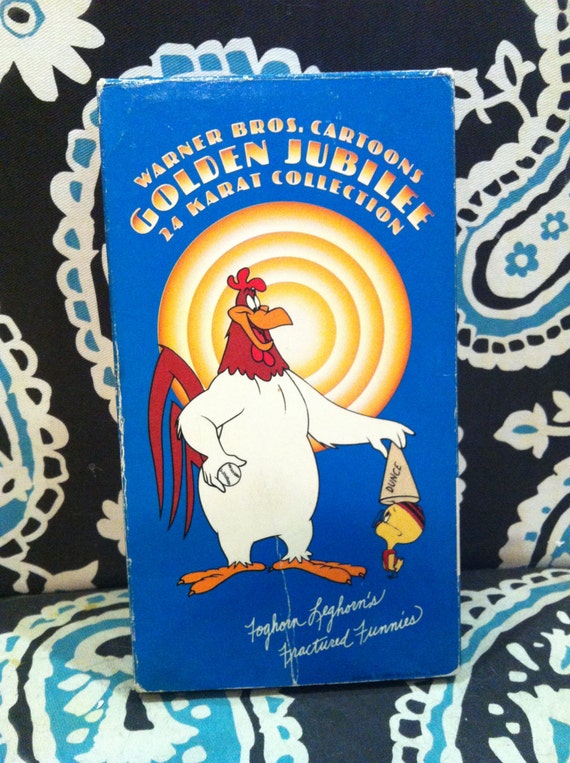 WARNER BROS. CARTOONS
GOLDEN JUBILEE
24 KARAT COLLECTION
DUNCE
Foghorn Leghorn's
Fractured Funnies